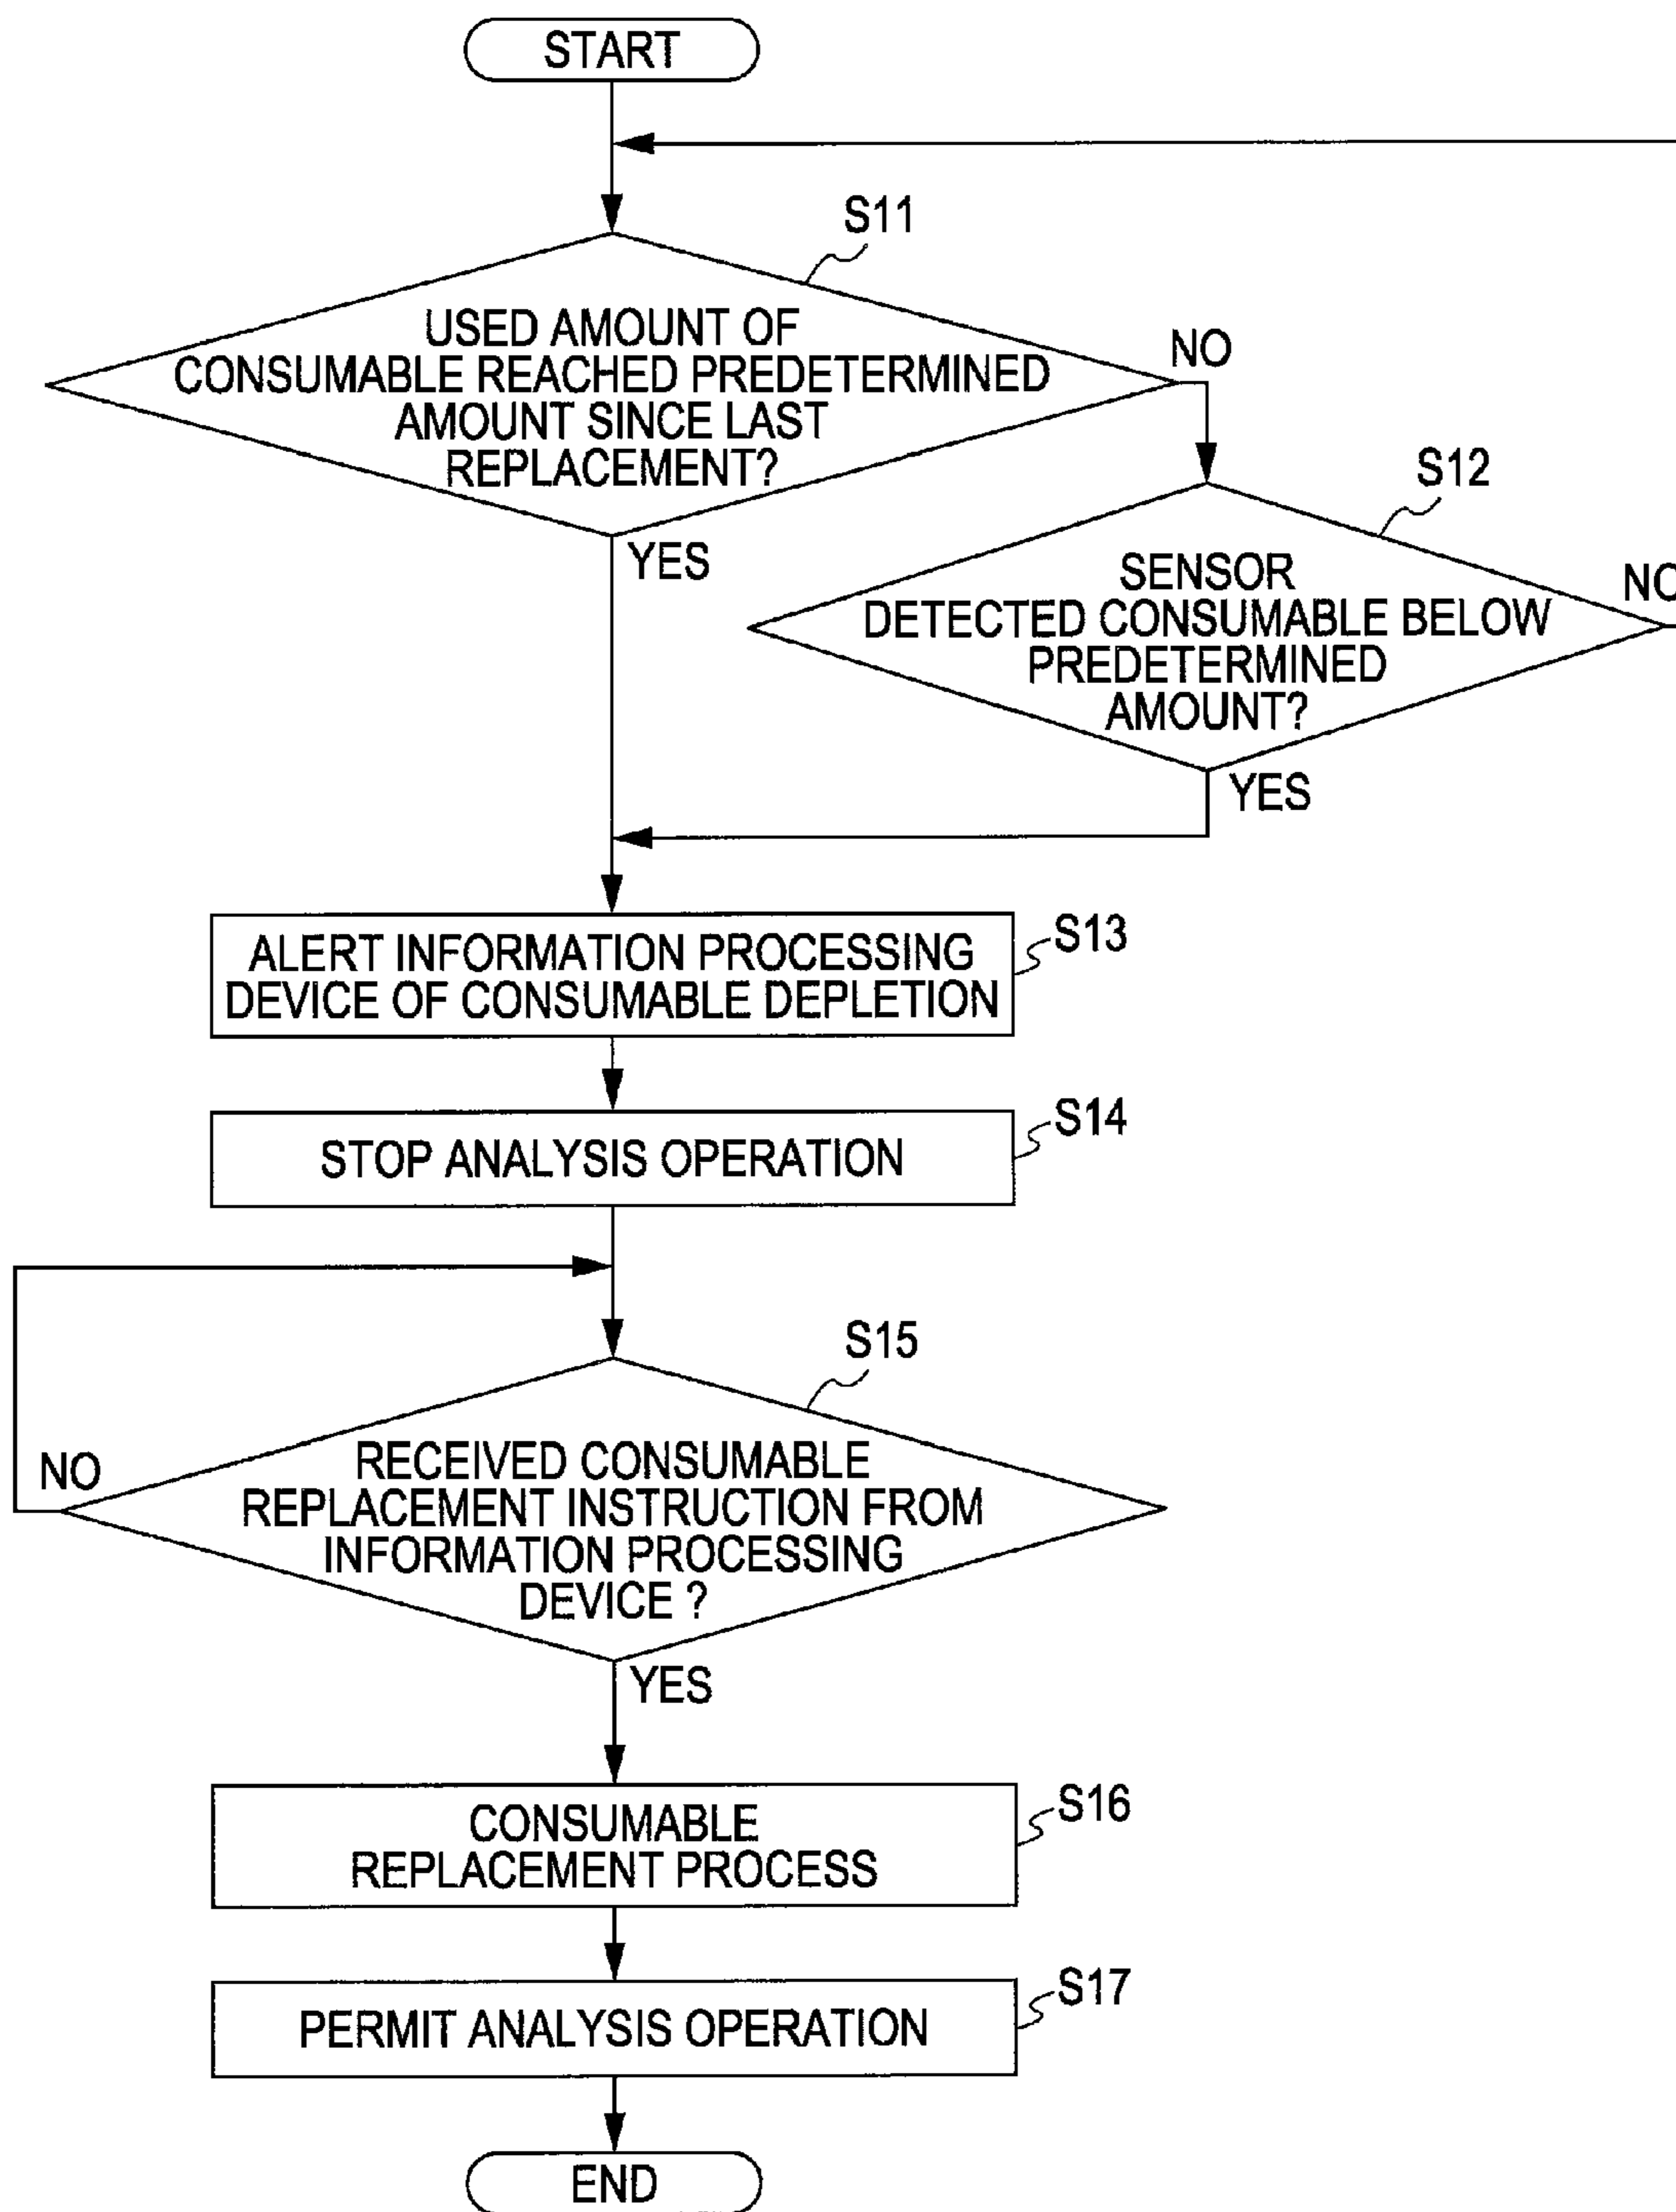 START
S11
USED AMOUNT OF
CONSUMABLE REACHED PREDETERMINED
AMOUNT SINCE LAST
REPLACEMENT?
NO
YES
S12
SENSOR
DETECTED CONSUMABLE BELOW
PREDETERMINED
AMOUNT?
NO
YES
S13
ALERT INFORMATION PROCESSING
DEVICE OF CONSUMABLE DEPLETION
S14
STOP ANALYSIS OPERATION
S15
RECEIVED CONSUMABLE
REPLACEMENT INSTRUCTION FROM
INFORMATION PROCESSING
DEVICE ?
NO
YES
S16
CONSUMABLE
REPLACEMENT PROCESS
S17
PERMIT ANALYSIS OPERATION
END